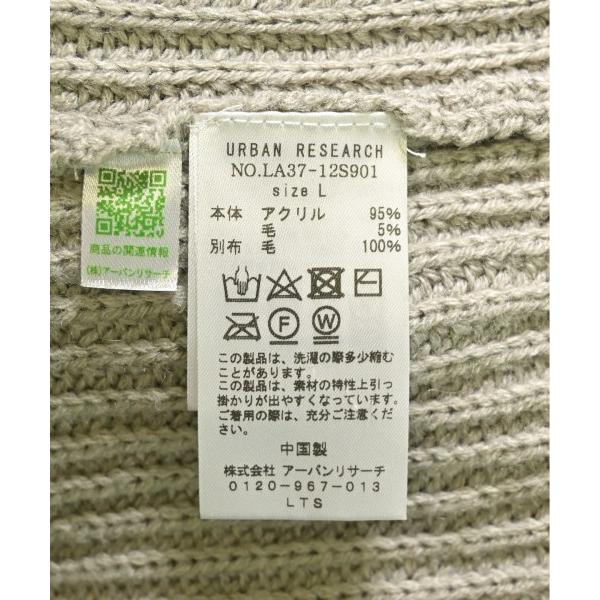 URBAN RESEARCH
NO.LA37-12S901
size L
本体 アクリル 95%
毛 5%
別布 毛 100%
F W
この製品は、洗濯の際多少縮む
ことがあります。
この製品は、素材の特性上引っ
掛かりが出やすくなっています。
ご着用の際は、充分ご注意くださ
い。
中国製
株式会社 アーバンリサーチ
0120-967-013
LTS
商品の関連情報
(株)アーバンリサーチ